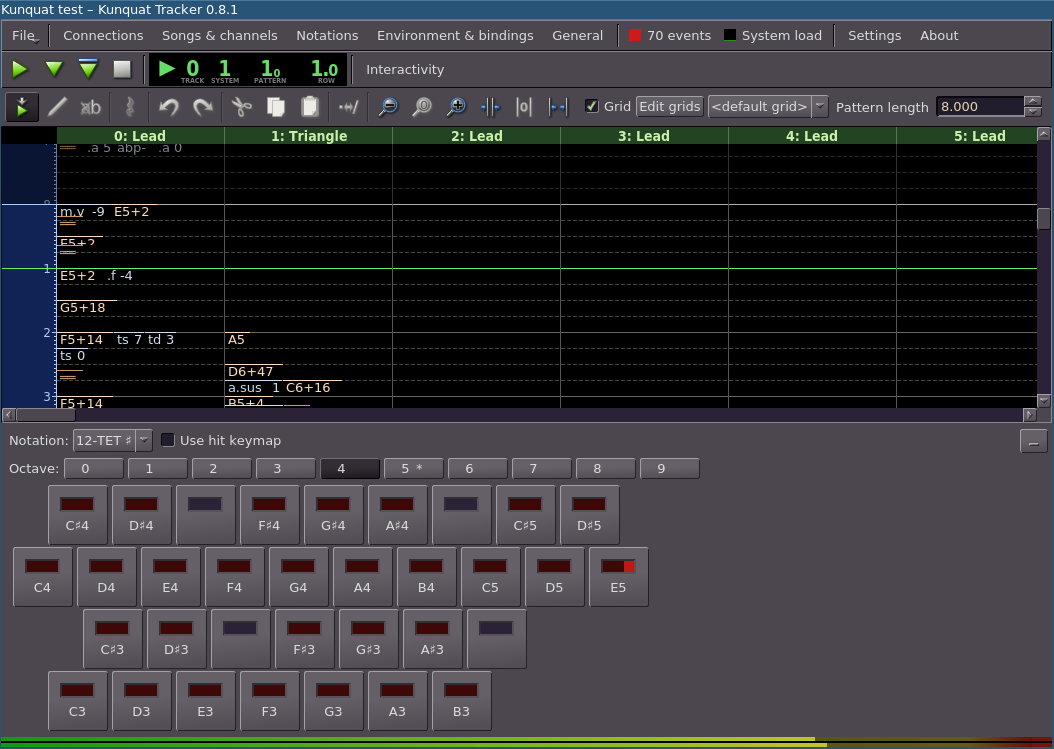 Kunquat test – Kunquat Tracker 0.8.1
File Connections Songs & channels Notations Environment & bindings General 70 events System load Settings About
0 1 1₀ 1.0 Interactivity
TRACK SYSTEM PATTERN ROW
ab Grid Edit grids <default grid> Pattern length 8.000
0: Lead 1: Triangle 2: Lead 3: Lead 4: Lead 5: Lead
.a 5 abp- .a 0
m.v -9 E5+2
E5+2
1 E5+2 .f -4
G5+18
2 F5+14 ts 7 td 3 A5
ts 0
D6+47
a.sus 1 C6+16
3 F5+14 B5+4
Notation: 12-TET ♯ Use hit keymap
Octave: 0 1 2 3 4 5 * 6 7 8 9
C♯4 D♯4 F♯4 G♯4 A♯4 C♯5 D♯5
C4 D4 E4 F4 G4 A4 B4 C5 D5 E5
C♯3 D♯3 F♯3 G♯3 A♯3
C3 D3 E3 F3 G3 A3 B3